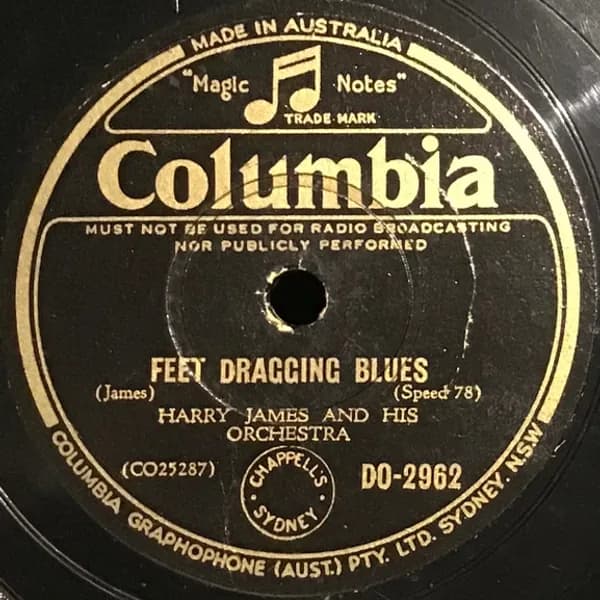 MADE IN AUSTRALIA
"Magic Notes"
TRADE MARK
Columbia
MUST NOT BE USED FOR RADIO BROADCASTING
NOR PUBLICLY PERFORMED
FEET DRAGGING BLUES
(James) (Speed 78)
HARRY JAMES AND HIS
ORCHESTRA
(CO25287) DO-2962
CHAPPELL'S
SYDNEY
COLUMBIA GRAPHOPHONE (AUST.) PTY. LTD. SYDNEY. N.S.W.